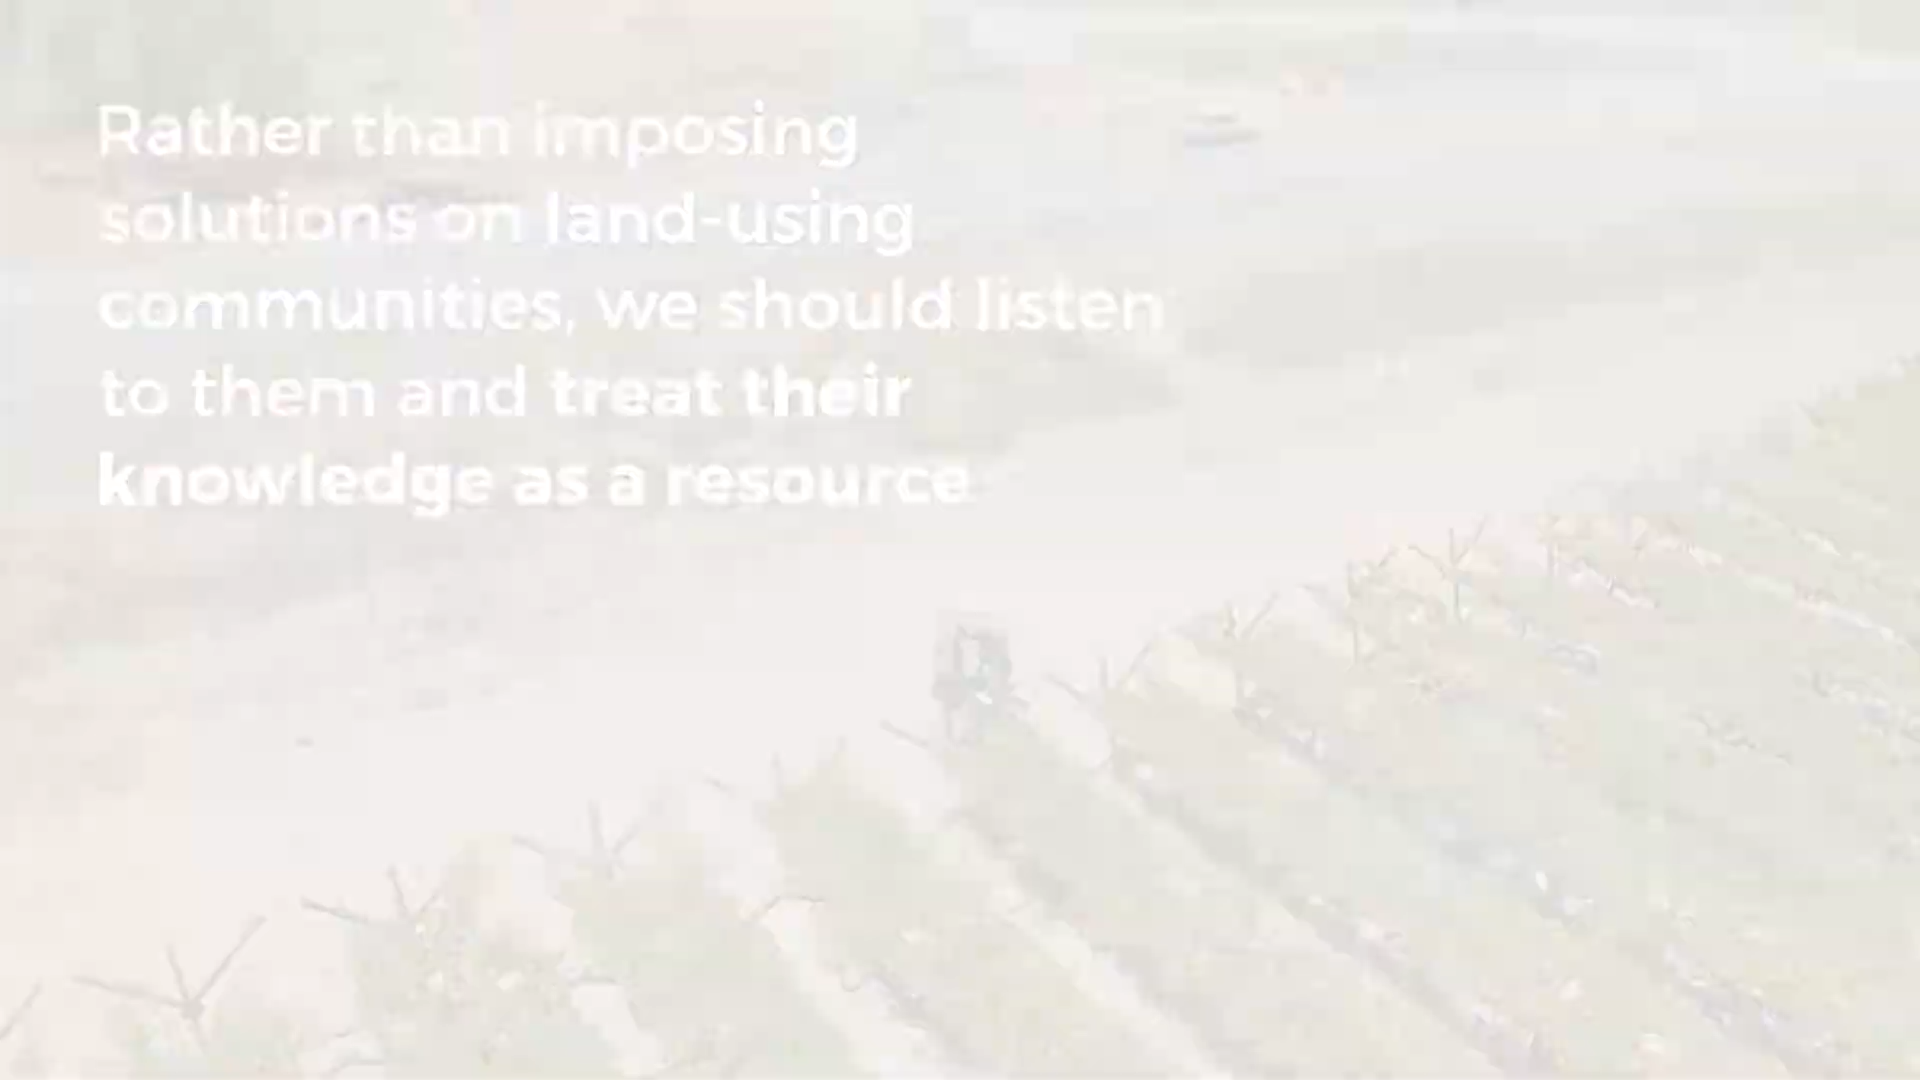 Rather than imposing
solutions on land-using
communities, we should listen
to them and treat their
knowledge as a resource